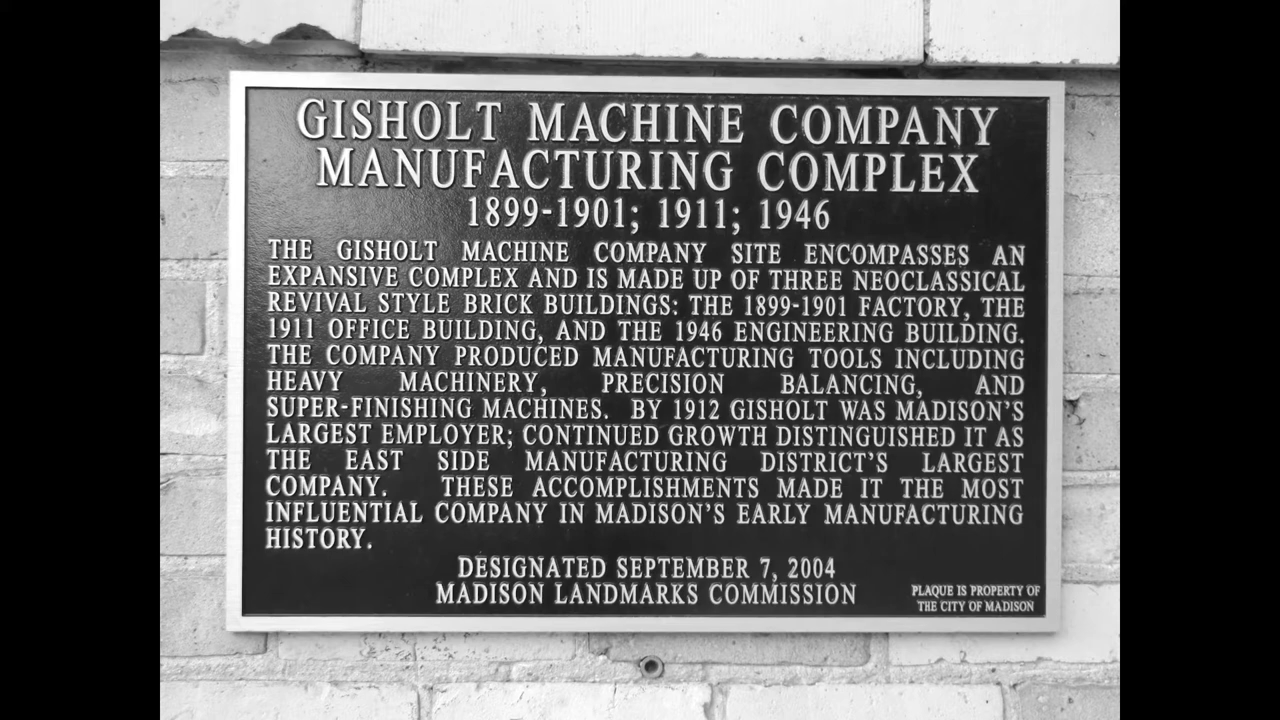 GISHOLT MACHINE COMPANY
MANUFACTURING COMPLEX
1899-1901; 1911; 1946
THE GISHOLT MACHINE COMPANY SITE ENCOMPASSES AN
EXPANSIVE COMPLEX AND IS MADE UP OF THREE NEOCLASSICAL
REVIVAL STYLE BRICK BUILDINGS: THE 1899-1901 FACTORY, THE
1911 OFFICE BUILDING, AND THE 1946 ENGINEERING BUILDING.
THE COMPANY PRODUCED MANUFACTURING TOOLS INCLUDING
HEAVY MACHINERY, PRECISION BALANCING, AND
SUPER-FINISHING MACHINES. BY 1912 GISHOLT WAS MADISON'S
LARGEST EMPLOYER; CONTINUED GROWTH DISTINGUISHED IT AS
THE EAST SIDE MANUFACTURING DISTRICT'S LARGEST
COMPANY. THESE ACCOMPLISHMENTS MADE IT THE MOST
INFLUENTIAL COMPANY IN MADISON'S EARLY MANUFACTURING
HISTORY.
DESIGNATED SEPTEMBER 7, 2004
MADISON LANDMARKS COMMISSION
PLAQUE IS PROPERTY OF
THE CITY OF MADISON